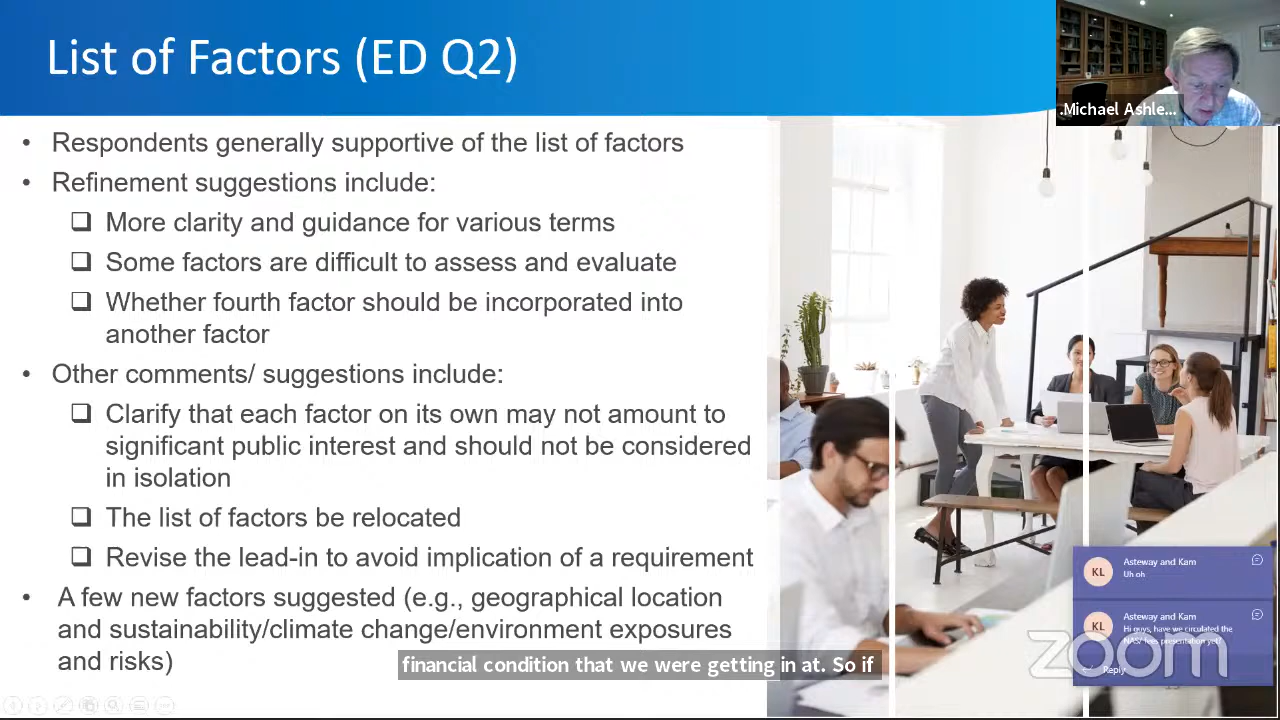 List of Factors (ED Q2)
.Michael Ashle...
• Respondents generally supportive of the list of factors
• Refinement suggestions include:
❑ More clarity and guidance for various terms
❑ Some factors are difficult to assess and evaluate
❑ Whether fourth factor should be incorporated into
another factor
• Other comments/ suggestions include:
❑ Clarify that each factor on its own may not amount to
significant public interest and should not be considered
in isolation
❑ The list of factors be relocated
❑ Revise the lead-in to avoid implication of a requirement
• A few new factors suggested (e.g., geographical location
and sustainability/climate change/environment exposures
and risks)
financial condition that we were getting in at. So if
KL
Asteway and Kam
Uh oh
KL
Asteway and Kam
Hi guys, have we circulated the
NAS/ fees presentation yet?
Reply
zoom